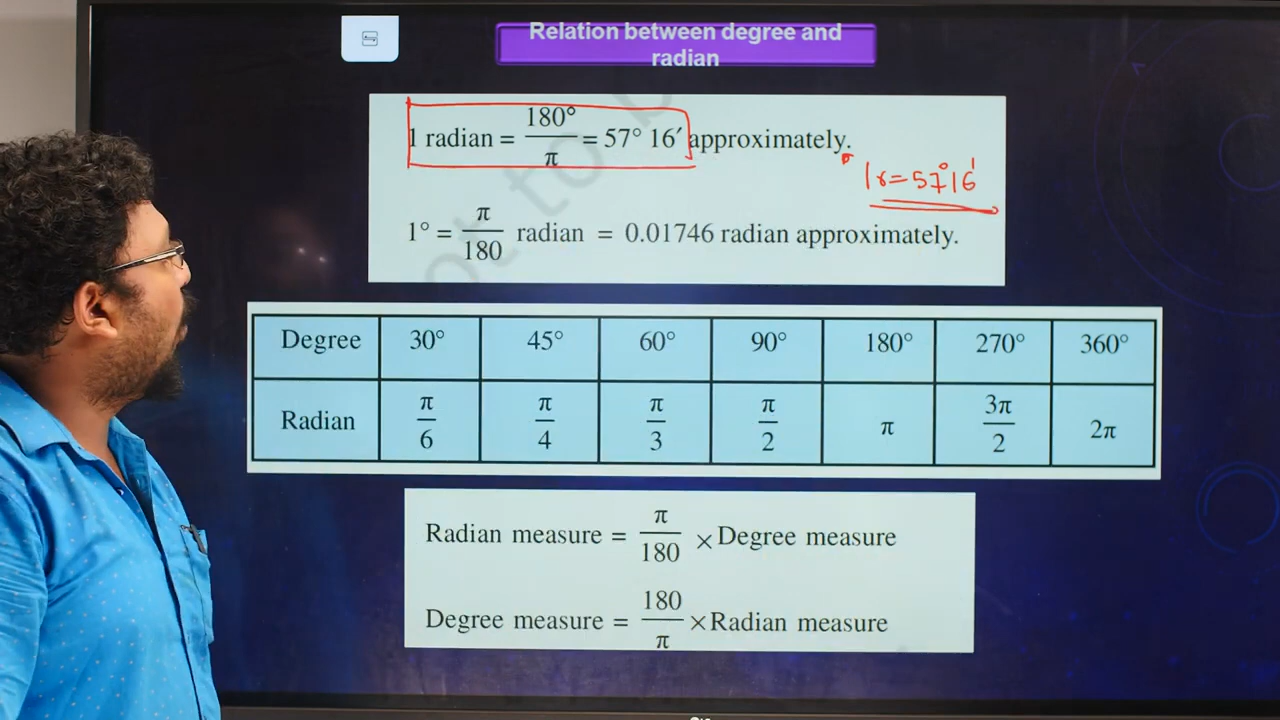 Relation between degree and
radian
1 radian = 180°/π = 57° 16′ approximately.
1r = 57°16'
1° = π/180 radian = 0.01746 radian approximately.
Degree 30° 45° 60° 90° 180° 270° 360°
Radian π/6 π/4 π/3 π/2 π 3π/2 2π
Radian measure = π/180 × Degree measure
Degree measure = 180/π × Radian measure